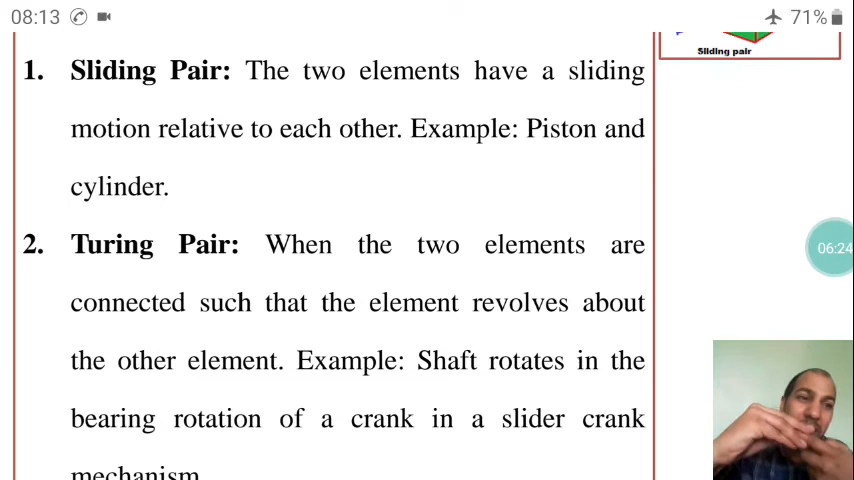 08:13 71%
Sliding pair
1. Sliding Pair: The two elements have a sliding
motion relative to each other. Example: Piston and
cylinder.
2. Turing Pair: When the two elements are
connected such that the element revolves about
the other element. Example: Shaft rotates in the
bearing rotation of a crank in a slider crank
mechanism.
06:24